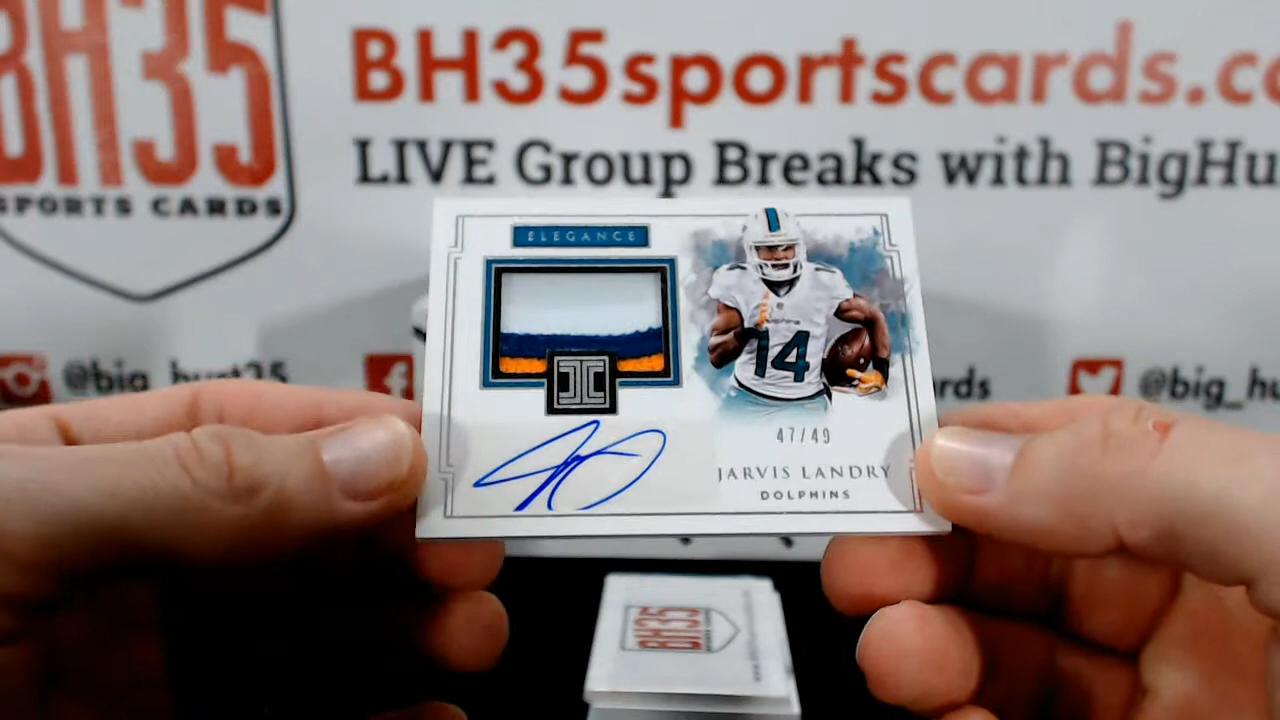 BH35
SPORTS CARDS
BH35sportscards.co
LIVE Group Breaks with BigHu
@big_hurt35
@big_hu
ards
ELEGANCE
14
47/49
JARVIS LANDRY
DOLPHINS
BH35